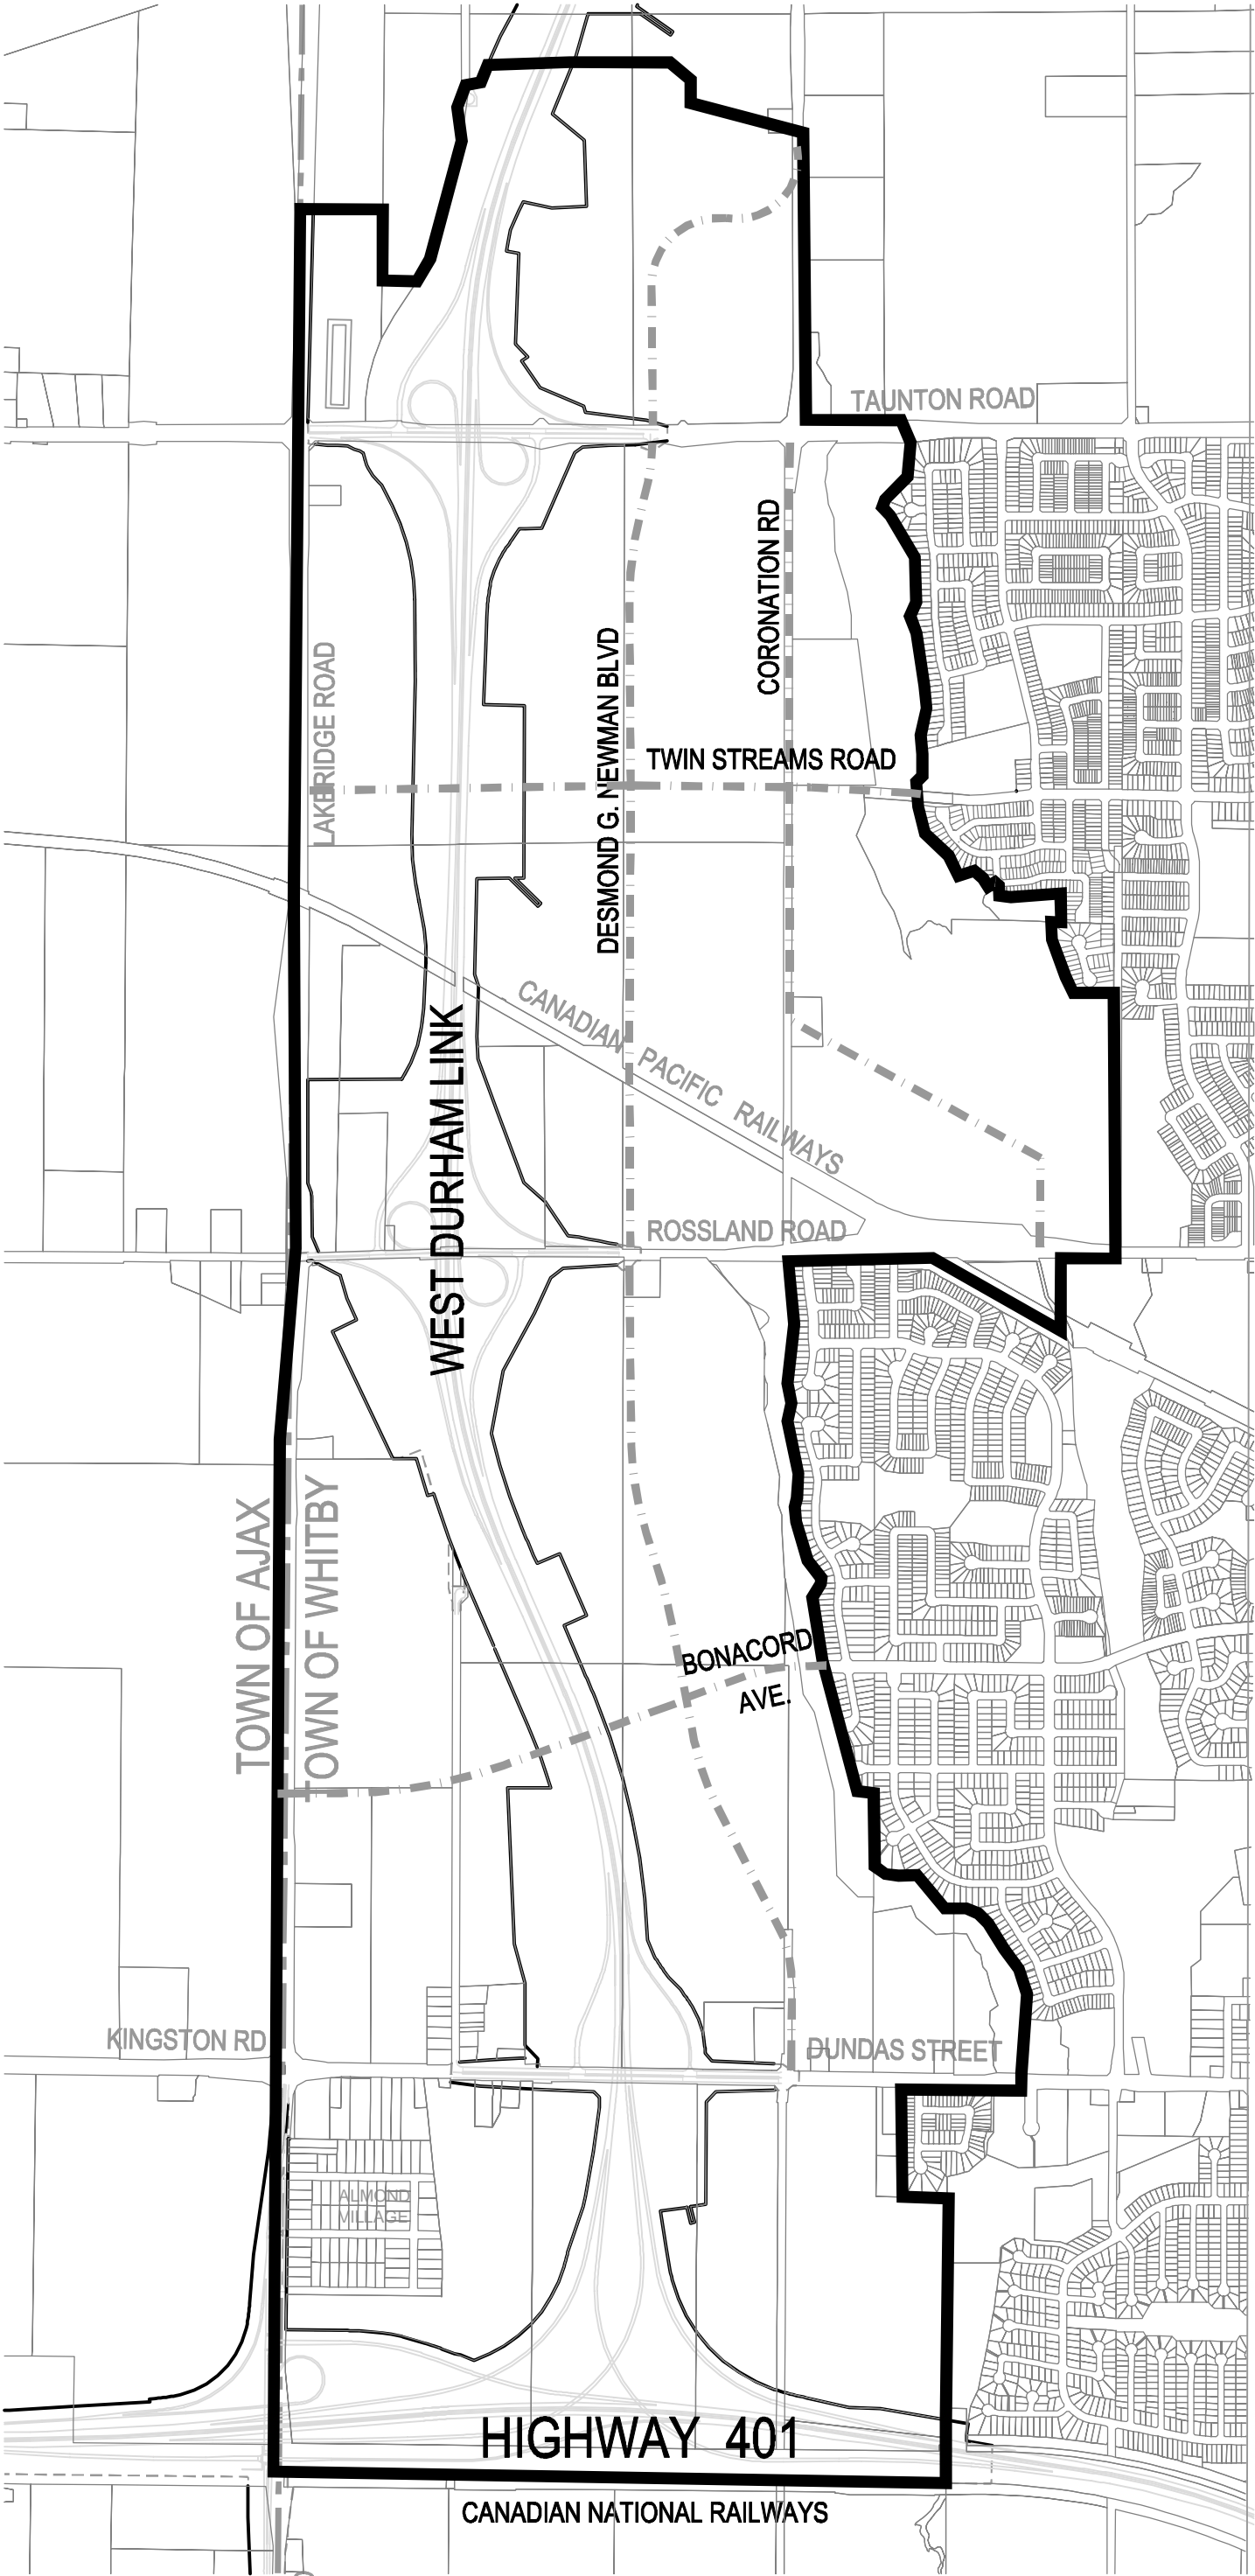 TAUNTON ROAD
CORONATION RD
LAKERIDGE ROAD
DESMOND G. NEWMAN BLVD
TWIN STREAMS ROAD
CANADIAN PACIFIC RAILWAYS
WEST DURHAM LINK
ROSSLAND ROAD
TOWN OF AJAX
TOWN OF WHITBY
BONACORD
AVE.
KINGSTON RD
DUNDAS STREET
ALMOND
VILLAGE
HIGHWAY 401
CANADIAN NATIONAL RAILWAYS